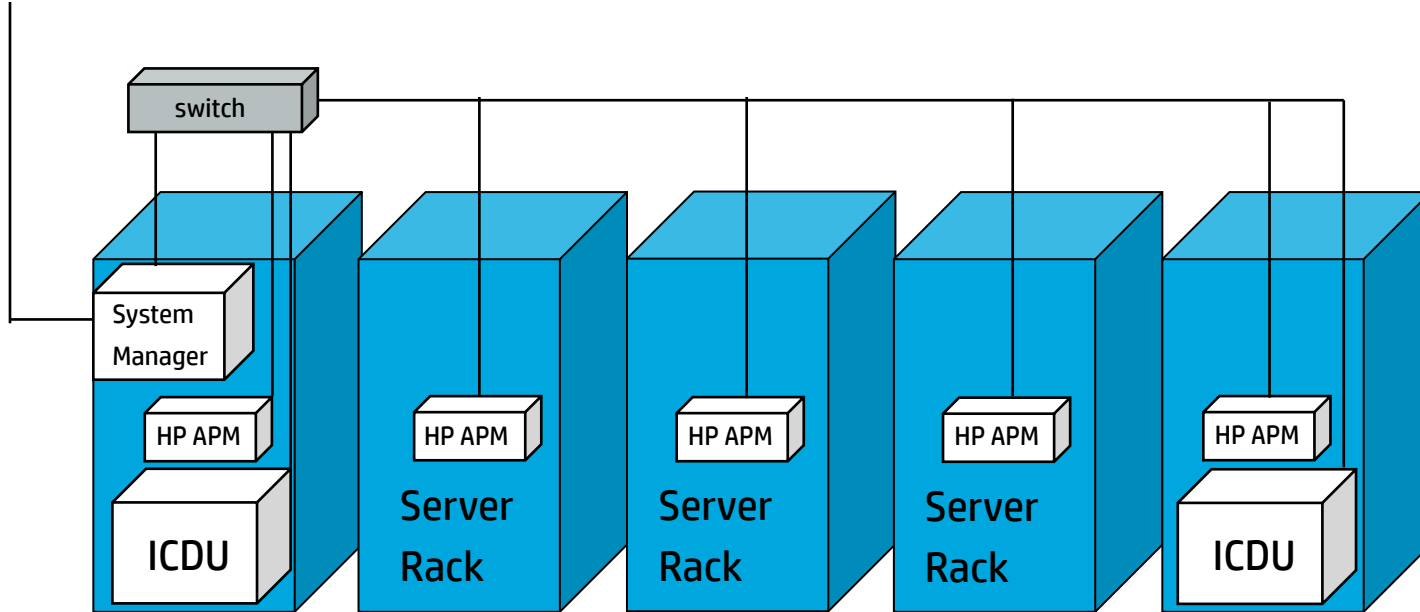 switch
System
Manager
HP APM
ICDU
HP APM
Server
Rack
HP APM
Server
Rack
HP APM
Server
Rack
HP APM
ICDU